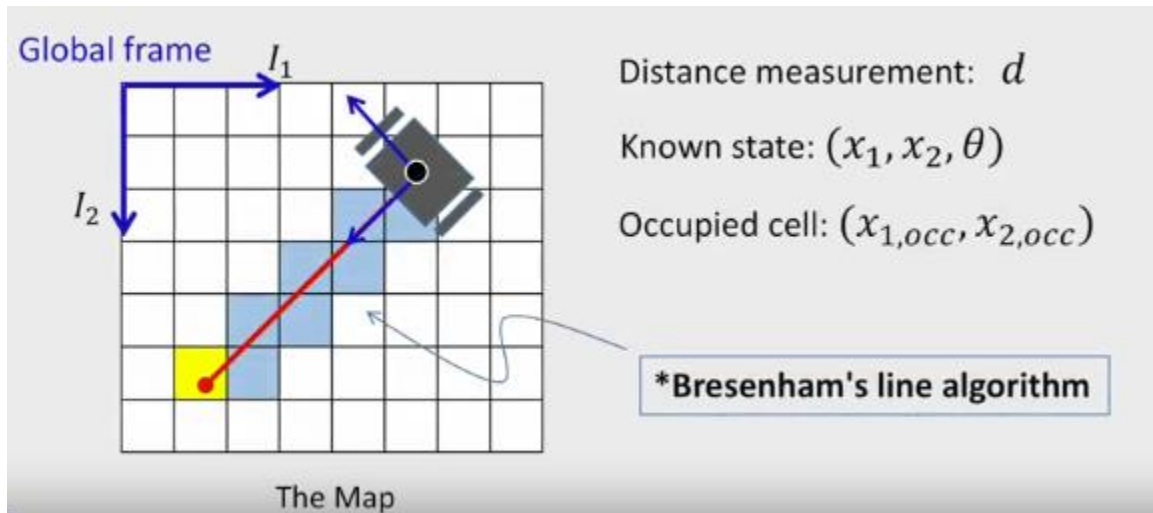 Global frame
I₁
I₂
The Map
Distance measurement: d
Known state: (x₁, x₂, θ)
Occupied cell: (x₁,occ, x₂,occ)
*Bresenham's line algorithm